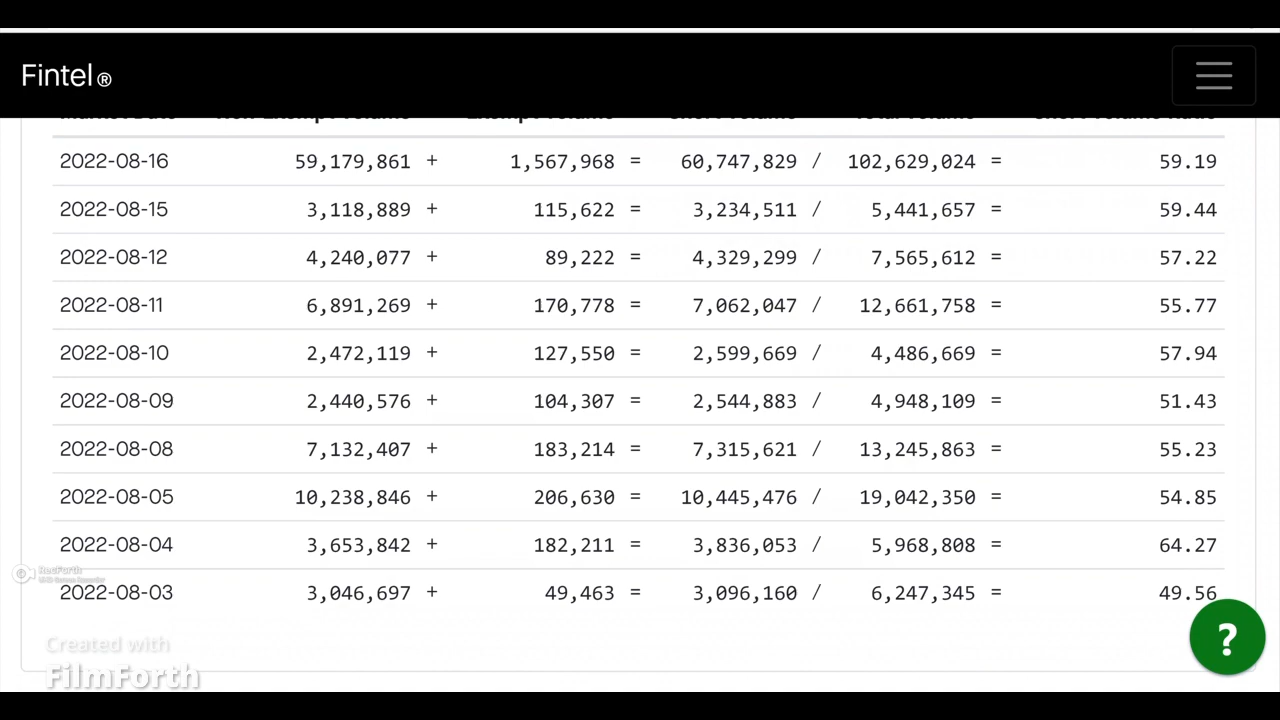 Fintel®
2022-08-16 59,179,861 + 1,567,968 = 60,747,829 / 102,629,024 = 59.19
2022-08-15 3,118,889 + 115,622 = 3,234,511 / 5,441,657 = 59.44
2022-08-12 4,240,077 + 89,222 = 4,329,299 / 7,565,612 = 57.22
2022-08-11 6,891,269 + 170,778 = 7,062,047 / 12,661,758 = 55.77
2022-08-10 2,472,119 + 127,550 = 2,599,669 / 4,486,669 = 57.94
2022-08-09 2,440,576 + 104,307 = 2,544,883 / 4,948,109 = 51.43
2022-08-08 7,132,407 + 183,214 = 7,315,621 / 13,245,863 = 55.23
2022-08-05 10,238,846 + 206,630 = 10,445,476 / 19,042,350 = 54.85
2022-08-04 3,653,842 + 182,211 = 3,836,053 / 5,968,808 = 64.27
RecForth
2022-08-03 3,046,697 + 49,463 = 3,096,160 / 6,247,345 = 49.56
?
Created with
FilmForth